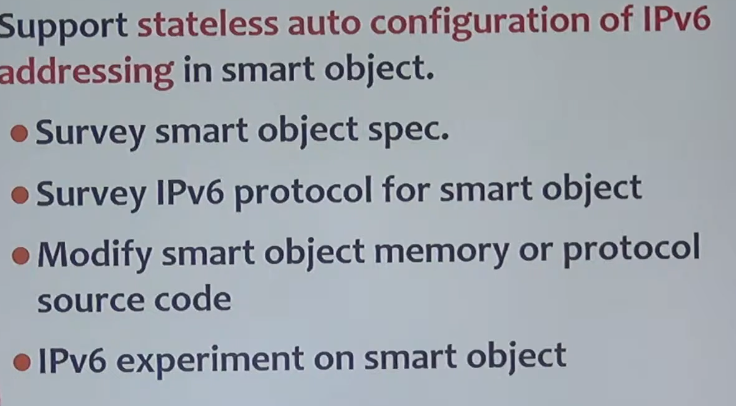 Support stateless auto configuration of IPv6
addressing in smart object.
• Survey smart object spec.
• Survey IPv6 protocol for smart object
• Modify smart object memory or protocol
source code
• IPv6 experiment on smart object